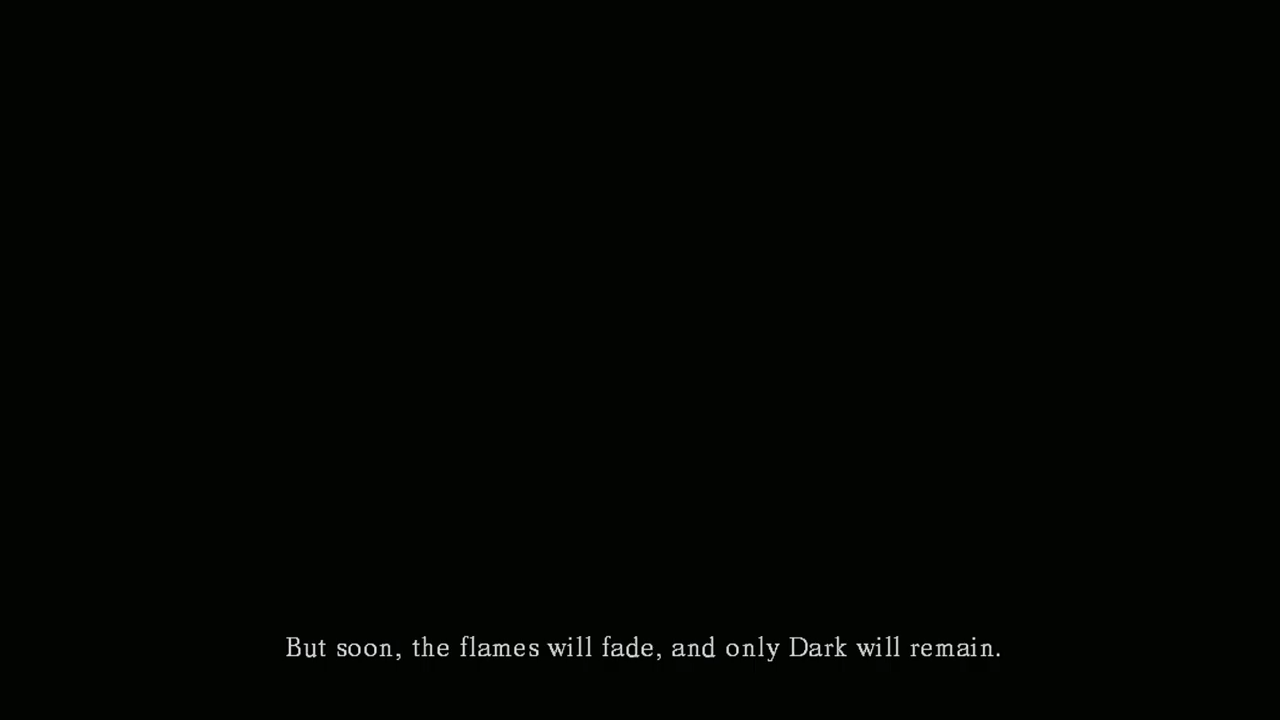 But soon, the flames will fade, and only Dark will remain.